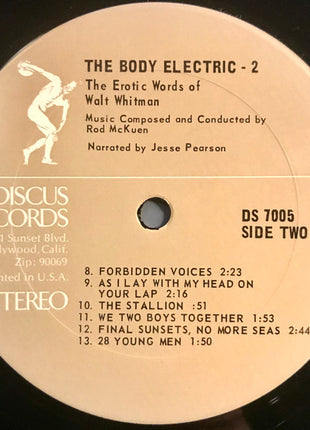 THE BODY ELECTRIC - 2
The Erotic Words of
Walt Whitman
Music Composed and Conducted by
Rod McKuen
Narrated by Jesse Pearson
DISCUS
CORDS
1 Sunset Blvd.
lywood, Calif.
Zip: 90069
nted in U.S.A.
STEREO
DS 7005
SIDE TWO
8. FORBIDDEN VOICES 2:23
9. AS I LAY WITH MY HEAD ON
YOUR LAP 2:16
10. THE STALLION :51
11. WE TWO BOYS TOGETHER 1:53
12. FINAL SUNSETS, NO MORE SEAS 2:44
13. 28 YOUNG MEN 1:50